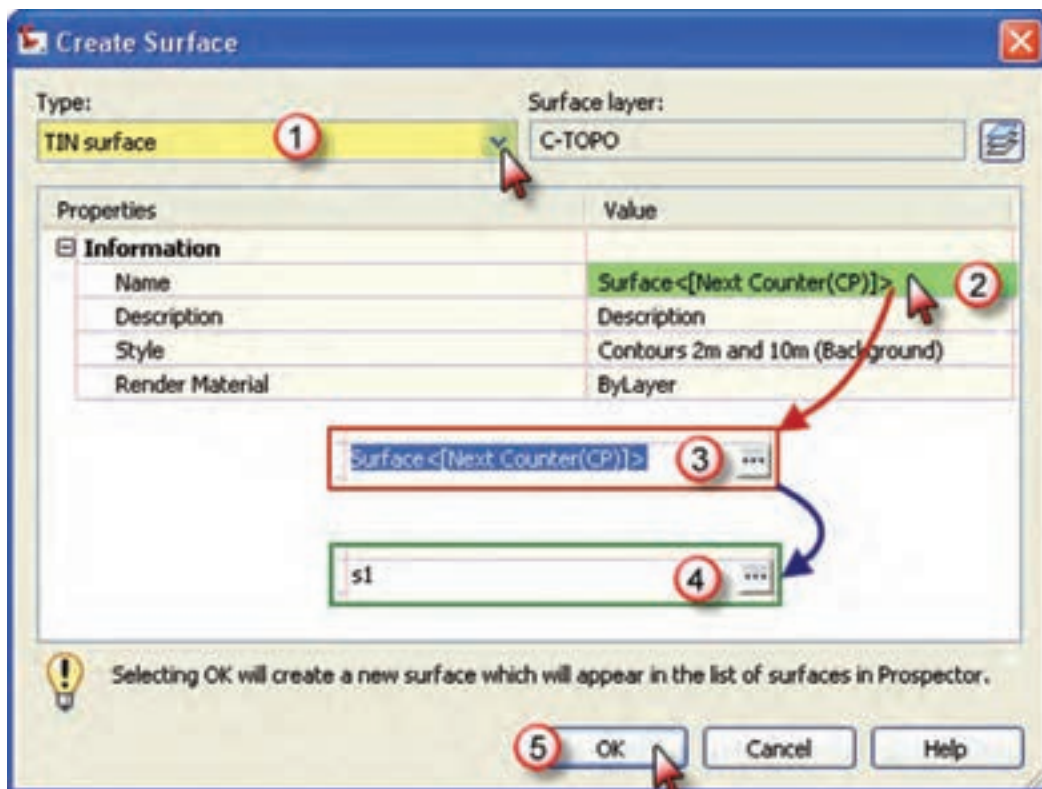 Create Surface
Type:
Surface layer:
TIN surface
1
C-TOPO
Properties
Value
Information
Name
Surface<[Next Counter(CP)]>
2
Description
Description
Style
Contours 2m and 10m (Background)
Render Material
ByLayer
Surface<[Next Counter(CP)]>
3
...
s1
4
...
Selecting OK will create a new surface which will appear in the list of surfaces in Prospector.
5
OK
Cancel
Help